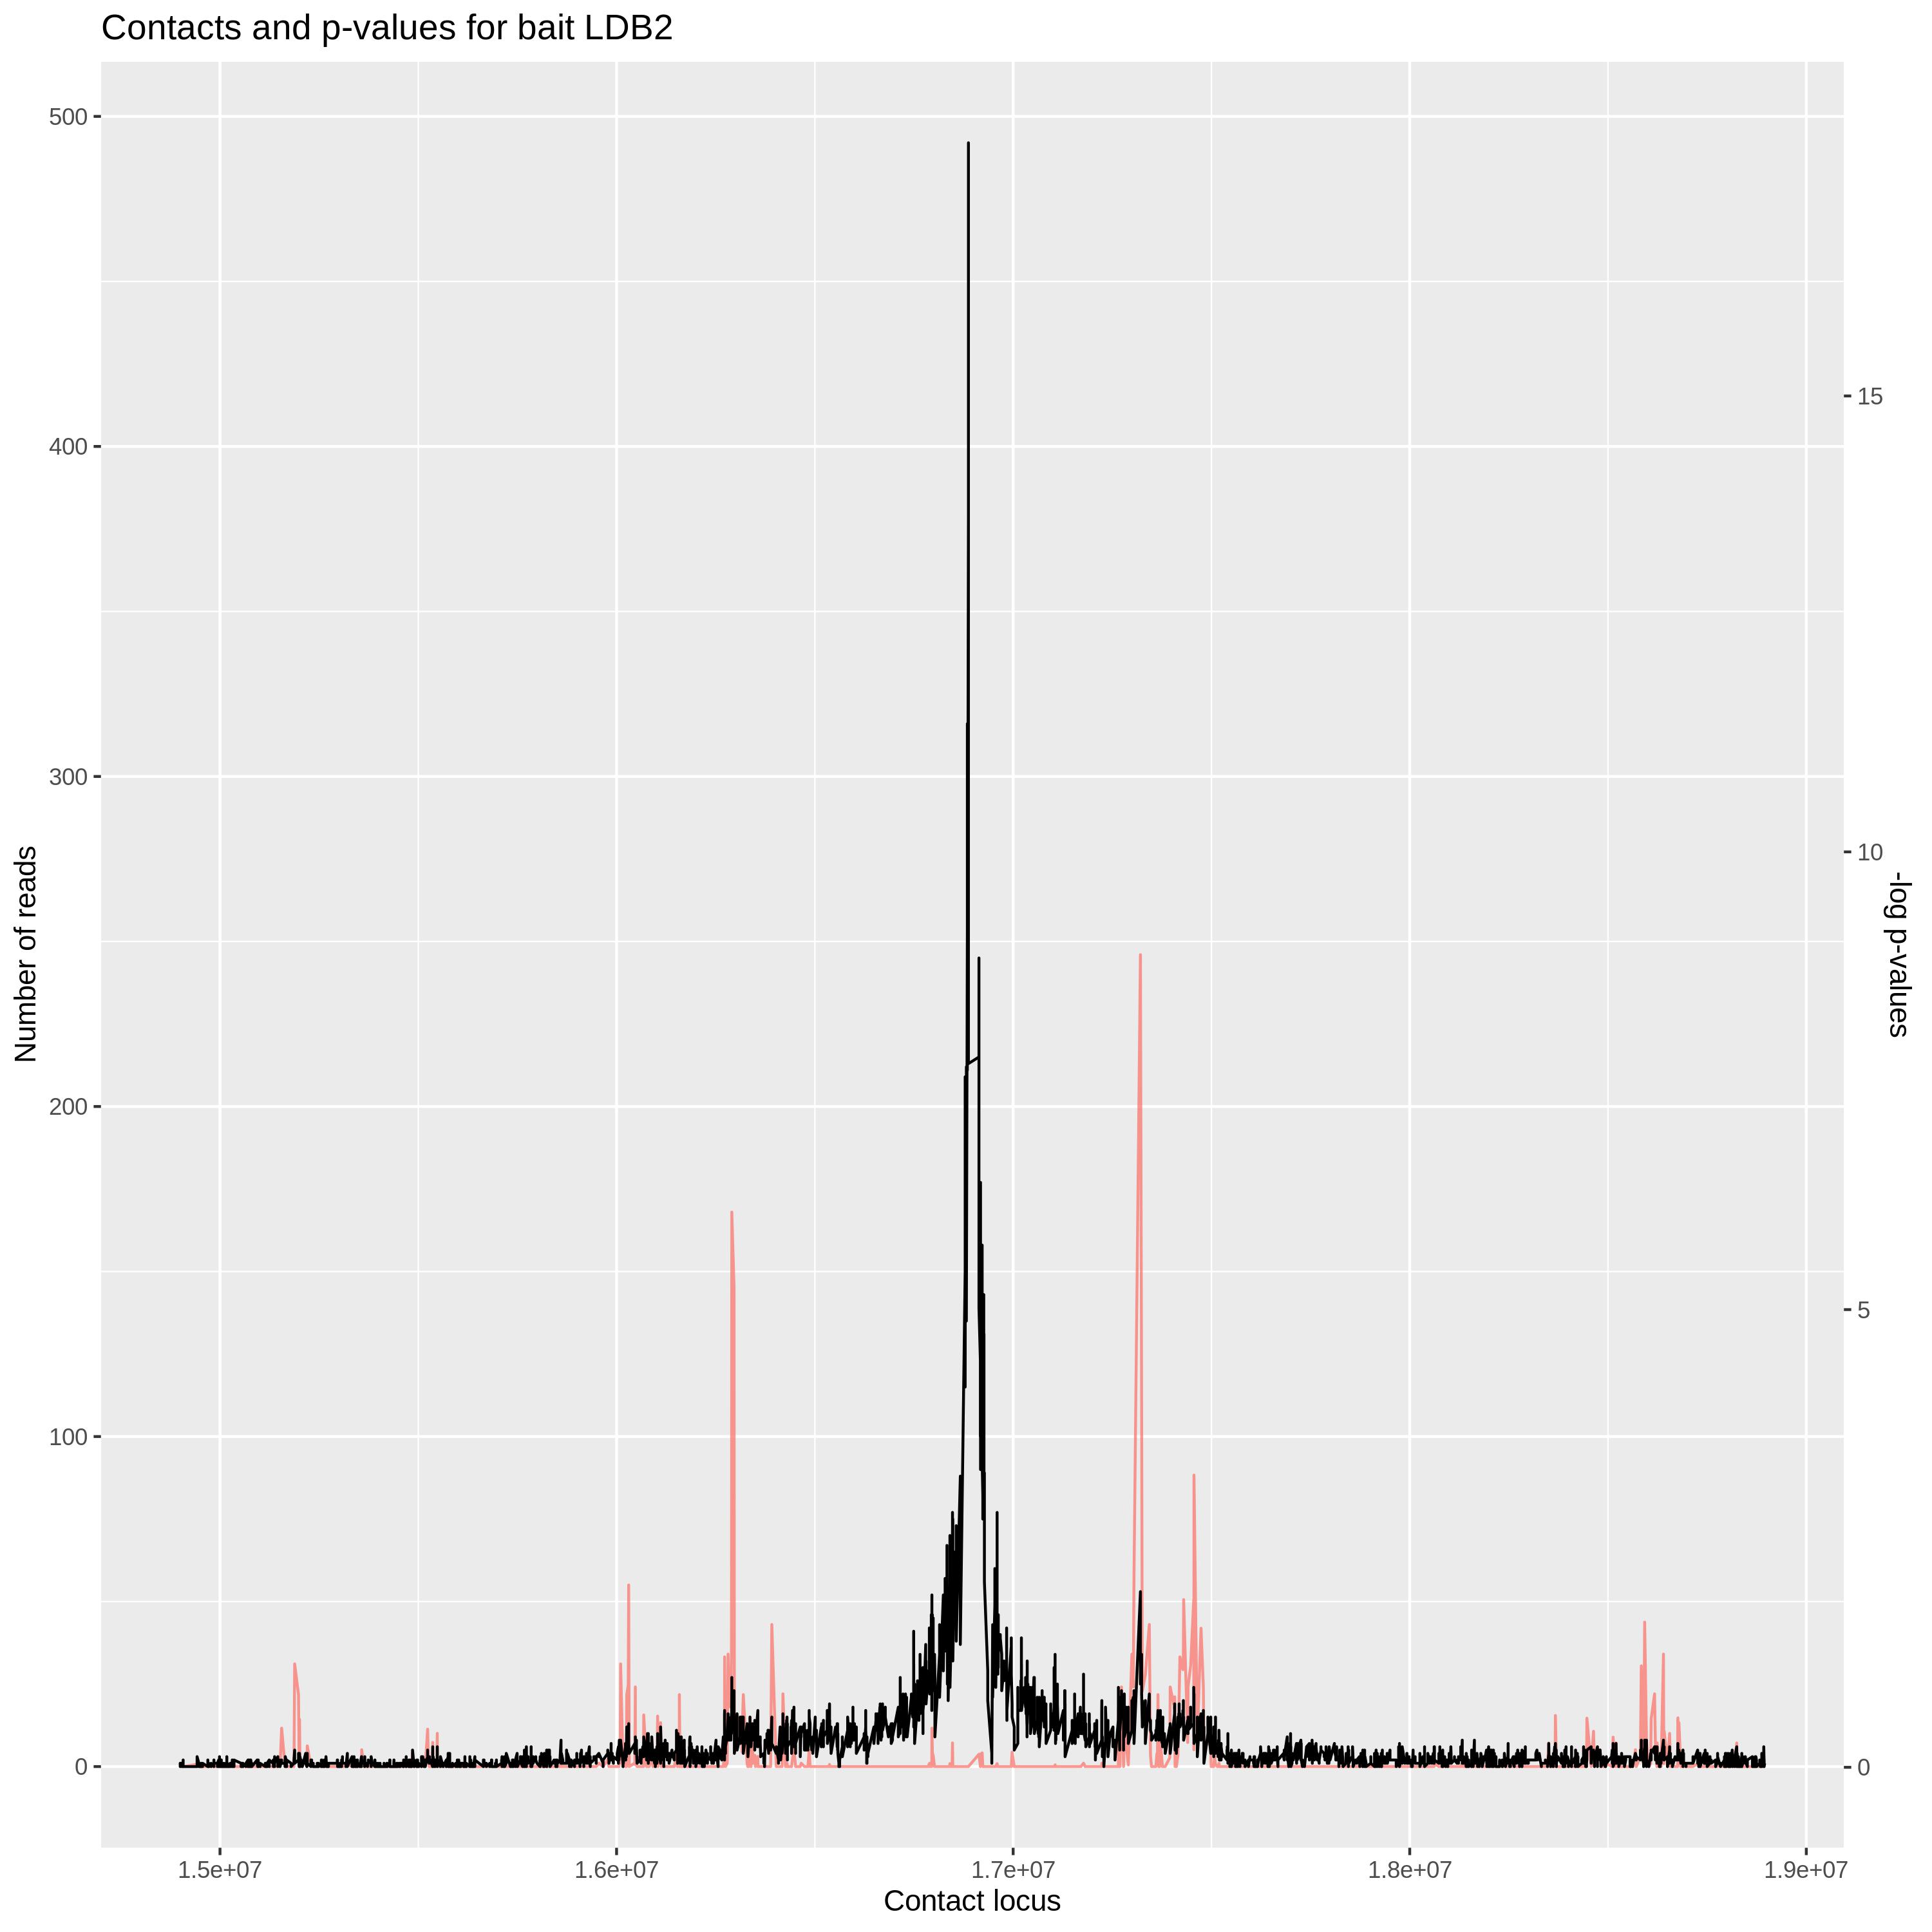 Contacts and p-values for bait LDB2
500
400
300
200
100
0
Number of reads
15
10
5
0
-log p-values
1.5e+07
1.6e+07
1.7e+07
1.8e+07
1.9e+07
Contact locus